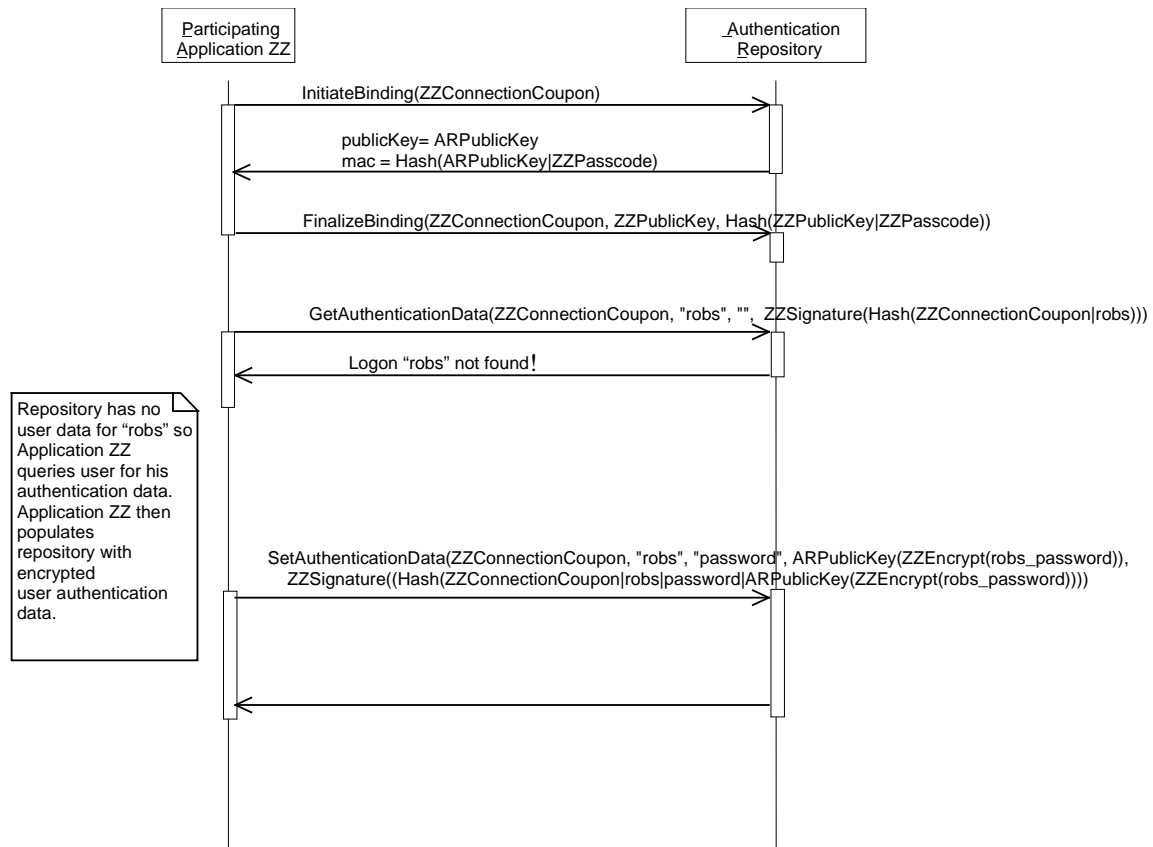 Participating
Application ZZ
Authentication
Repository
InitiateBinding(ZZConnectionCoupon)
publicKey= ARPublicKey
mac = Hash(ARPublicKey|ZZPasscode)
FinalizeBinding(ZZConnectionCoupon, ZZPublicKey, Hash(ZZPublicKey|ZZPasscode))
GetAuthenticationData(ZZConnectionCoupon, "robs", "", ZZSignature(Hash(ZZConnectionCoupon|robs)))
Logon “robs” not found!
Repository has no
user data for “robs” so
Application ZZ
queries user for his
authentication data.
Application ZZ then
populates
repository with
encrypted
user authentication
data.
SetAuthenticationData(ZZConnectionCoupon, "robs", "password", ARPublicKey(ZZEncrypt(robs_password)),
ZZSignature((Hash(ZZConnectionCoupon|robs|password|ARPublicKey(ZZEncrypt(robs_password))))